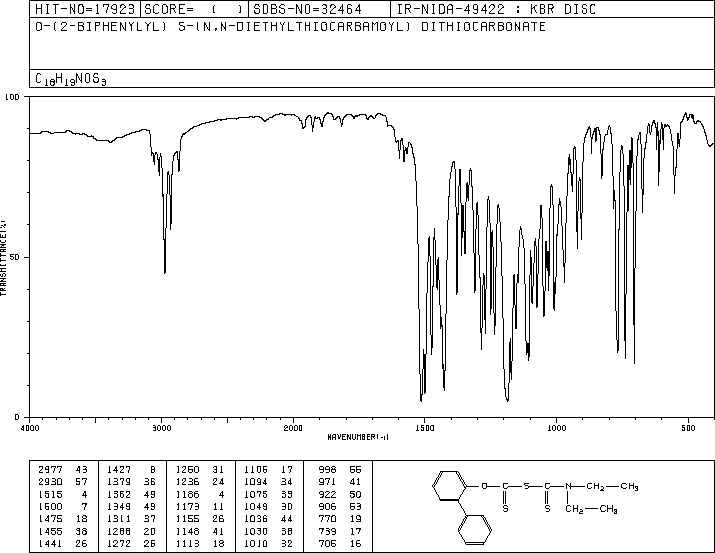 HIT-NO=17923 SCORE= ( ) SDBS-NO=32464 IR-NIDA-49422 : KBR DISC
O-(2-BIPHENYLYL) S-(N,N-DIETHYLTHIOCARBAMOYL) DITHIOCARBONATE
C18H19NOS3
100
50
0
TRANSMITTANCE(%)
4000 3000 2000 1500 1000 500
WAVENUMBER(-1)
2977 43 1427 8 1250 31 1106 17 998 55
2930 57 1379 36 1236 24 1094 34 971 41
1515 4 1362 49 1186 4 1075 33 922 50
1500 7 1349 49 1173 11 1049 30 906 53
1475 18 1311 37 1155 26 1036 44 770 19
1455 38 1288 20 1148 41 1030 38 739 17
1441 26 1272 26 1113 18 1010 32 706 16
O C S C N CH2 CH3
S S CH2 CH3